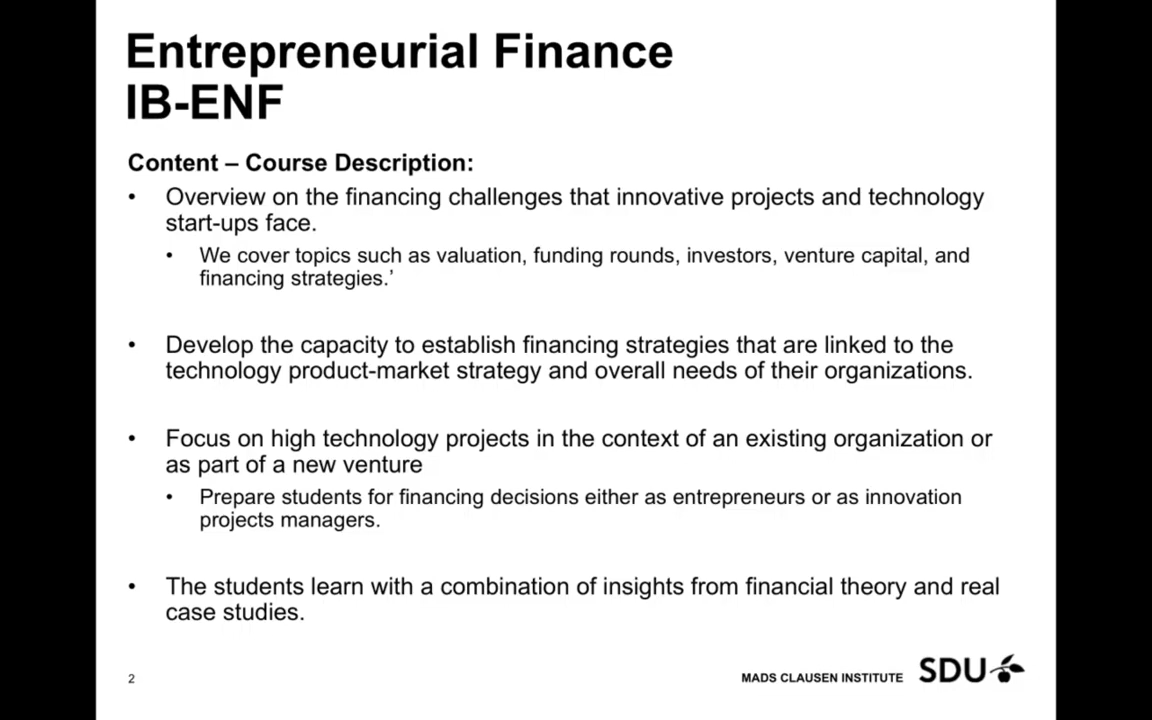 Entrepreneurial Finance
IB-ENF
Content – Course Description:
• Overview on the financing challenges that innovative projects and technology
start-ups face.
• We cover topics such as valuation, funding rounds, investors, venture capital, and
financing strategies.’
• Develop the capacity to establish financing strategies that are linked to the
technology product-market strategy and overall needs of their organizations.
• Focus on high technology projects in the context of an existing organization or
as part of a new venture
• Prepare students for financing decisions either as entrepreneurs or as innovation
projects managers.
• The students learn with a combination of insights from financial theory and real
case studies.
2
MADS CLAUSEN INSTITUTE SDU